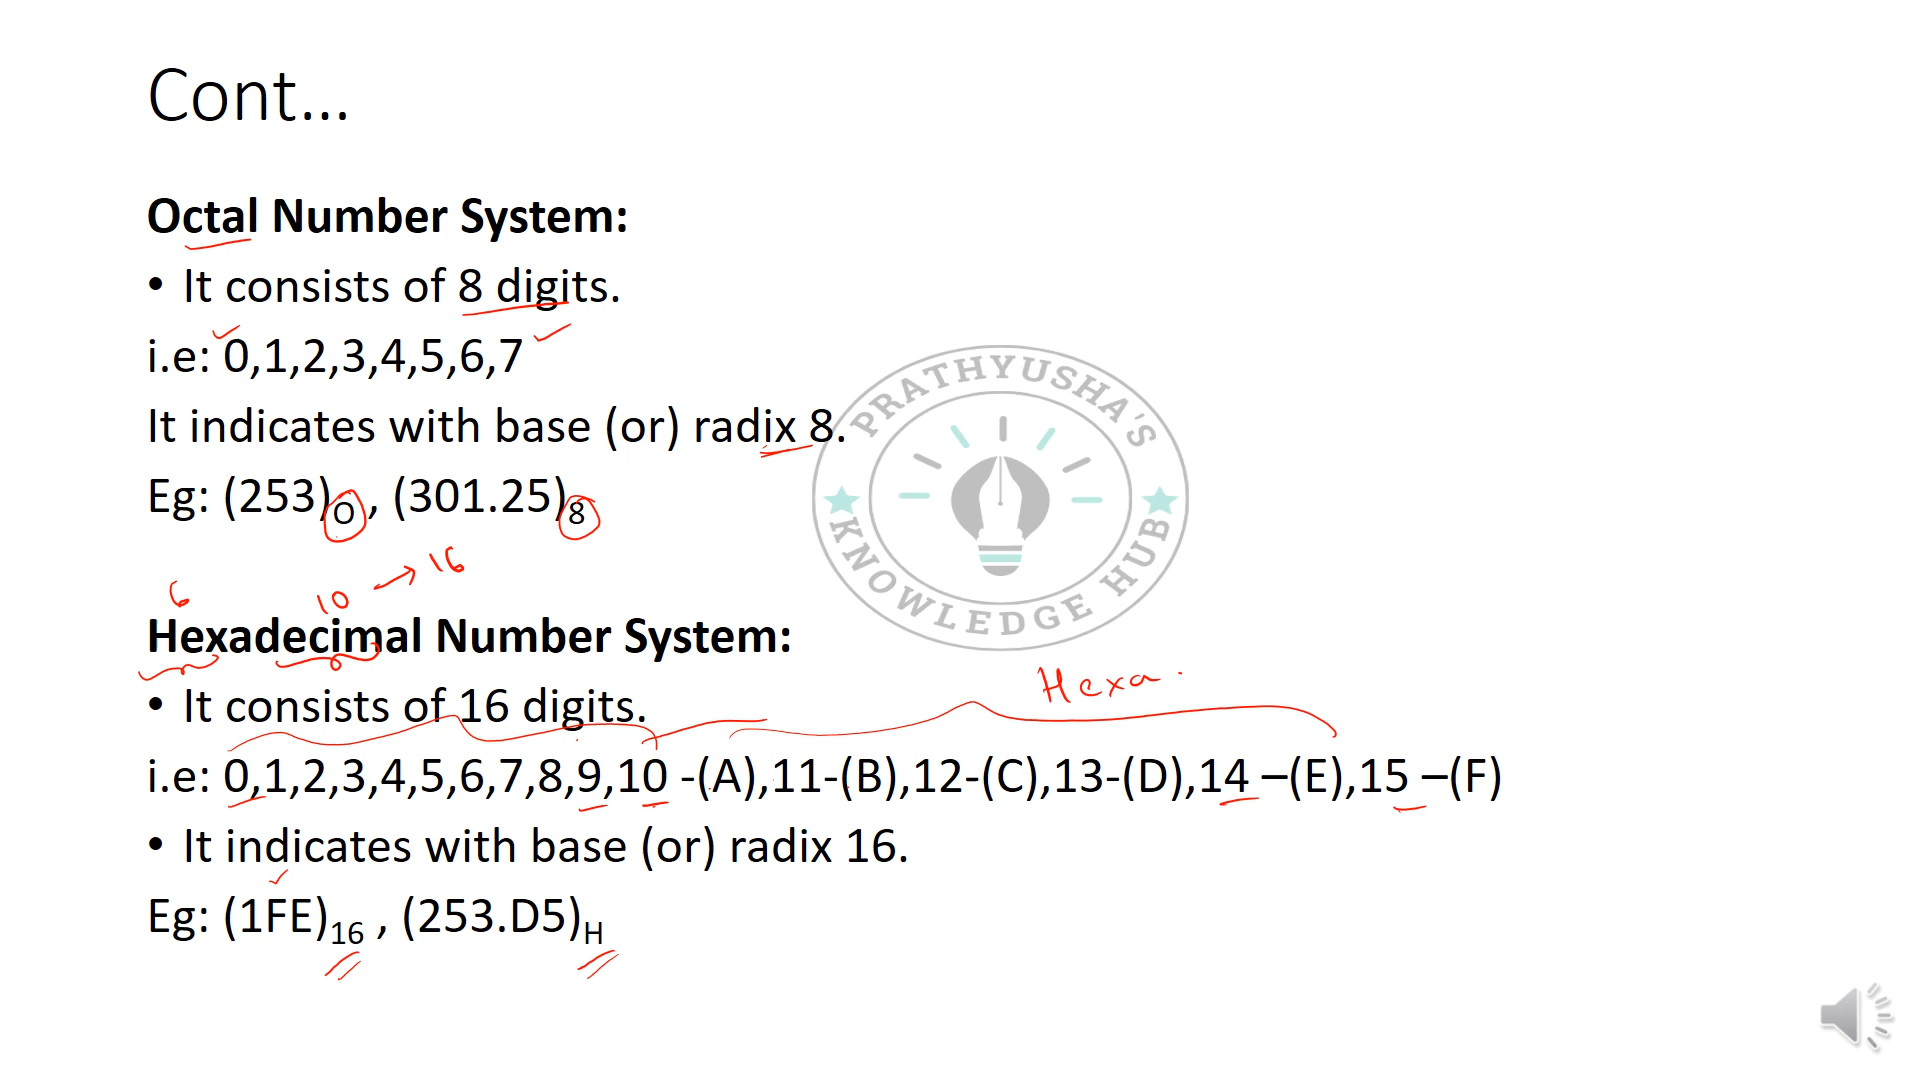 Cont...
Octal Number System:
• It consists of 8 digits.
i.e: 0,1,2,3,4,5,6,7
It indicates with base (or) radix 8.
Eg: (253)O , (301.25)8
PRATHYUSHA'S
KNOWLEDGE HUB
6 10 → 16
Hexadecimal Number System:
• It consists of 16 digits.
Hexa.
i.e: 0,1,2,3,4,5,6,7,8,9,10 -(A),11-(B),12-(C),13-(D),14 –(E),15 –(F)
• It indicates with base (or) radix 16.
Eg: (1FE)16 , (253.D5)H